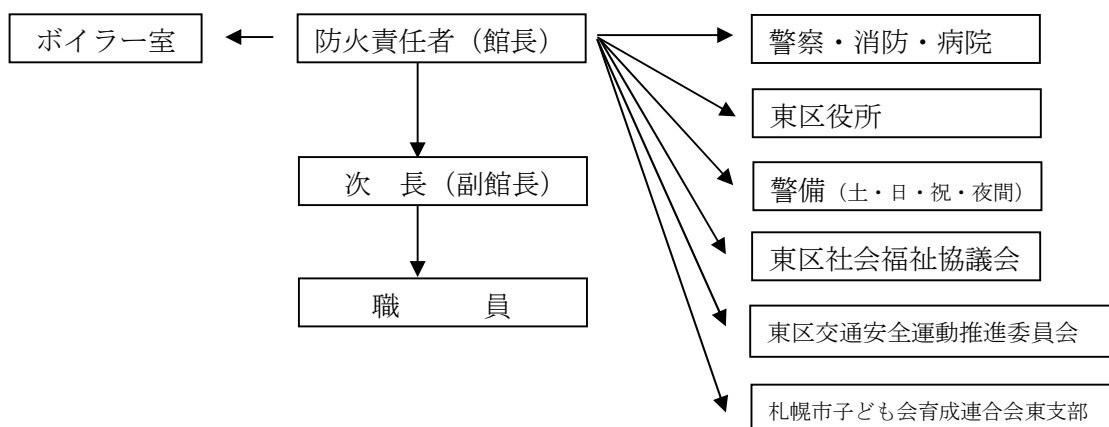 ボイラー室
防火責任者（館長）
警察・消防・病院
東区役所
次　長（副館長）
警備（土・日・祝・夜間）
東区社会福祉協議会
職　　　員
東区交通安全運動推進委員会
札幌市子ども会育成連合会東支部